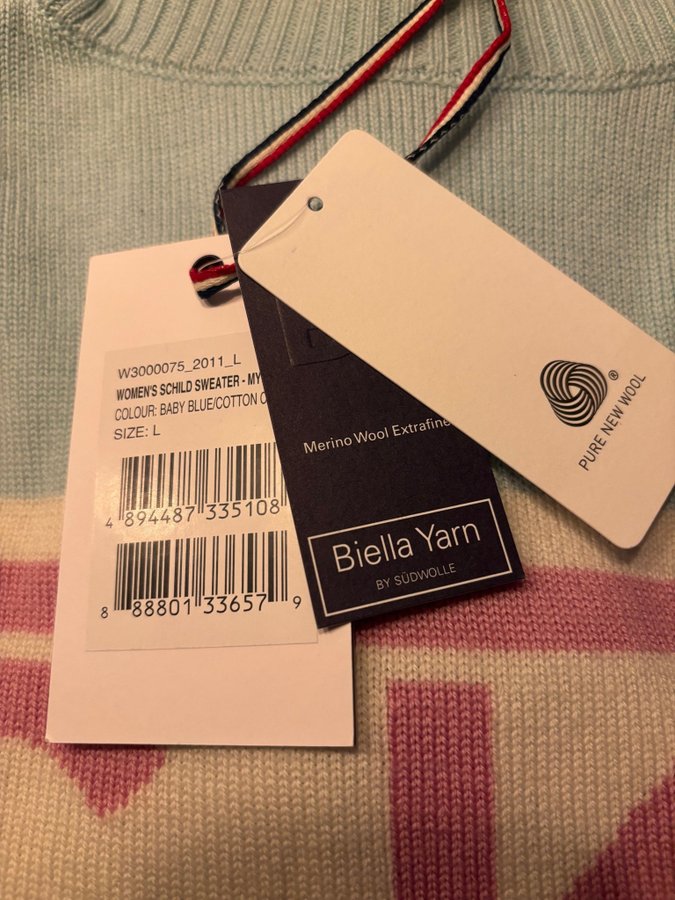 W3000075_2011_L
WOMEN'S SCHILD SWEATER - MY
COLOUR: BABY BLUE/COTTON C
SIZE: L
4 894487 335108
8 88801 33657 9
Merino Wool Extrafine
Biella Yarn
BY SÜDWOLLE
®
PURE NEW WOOL